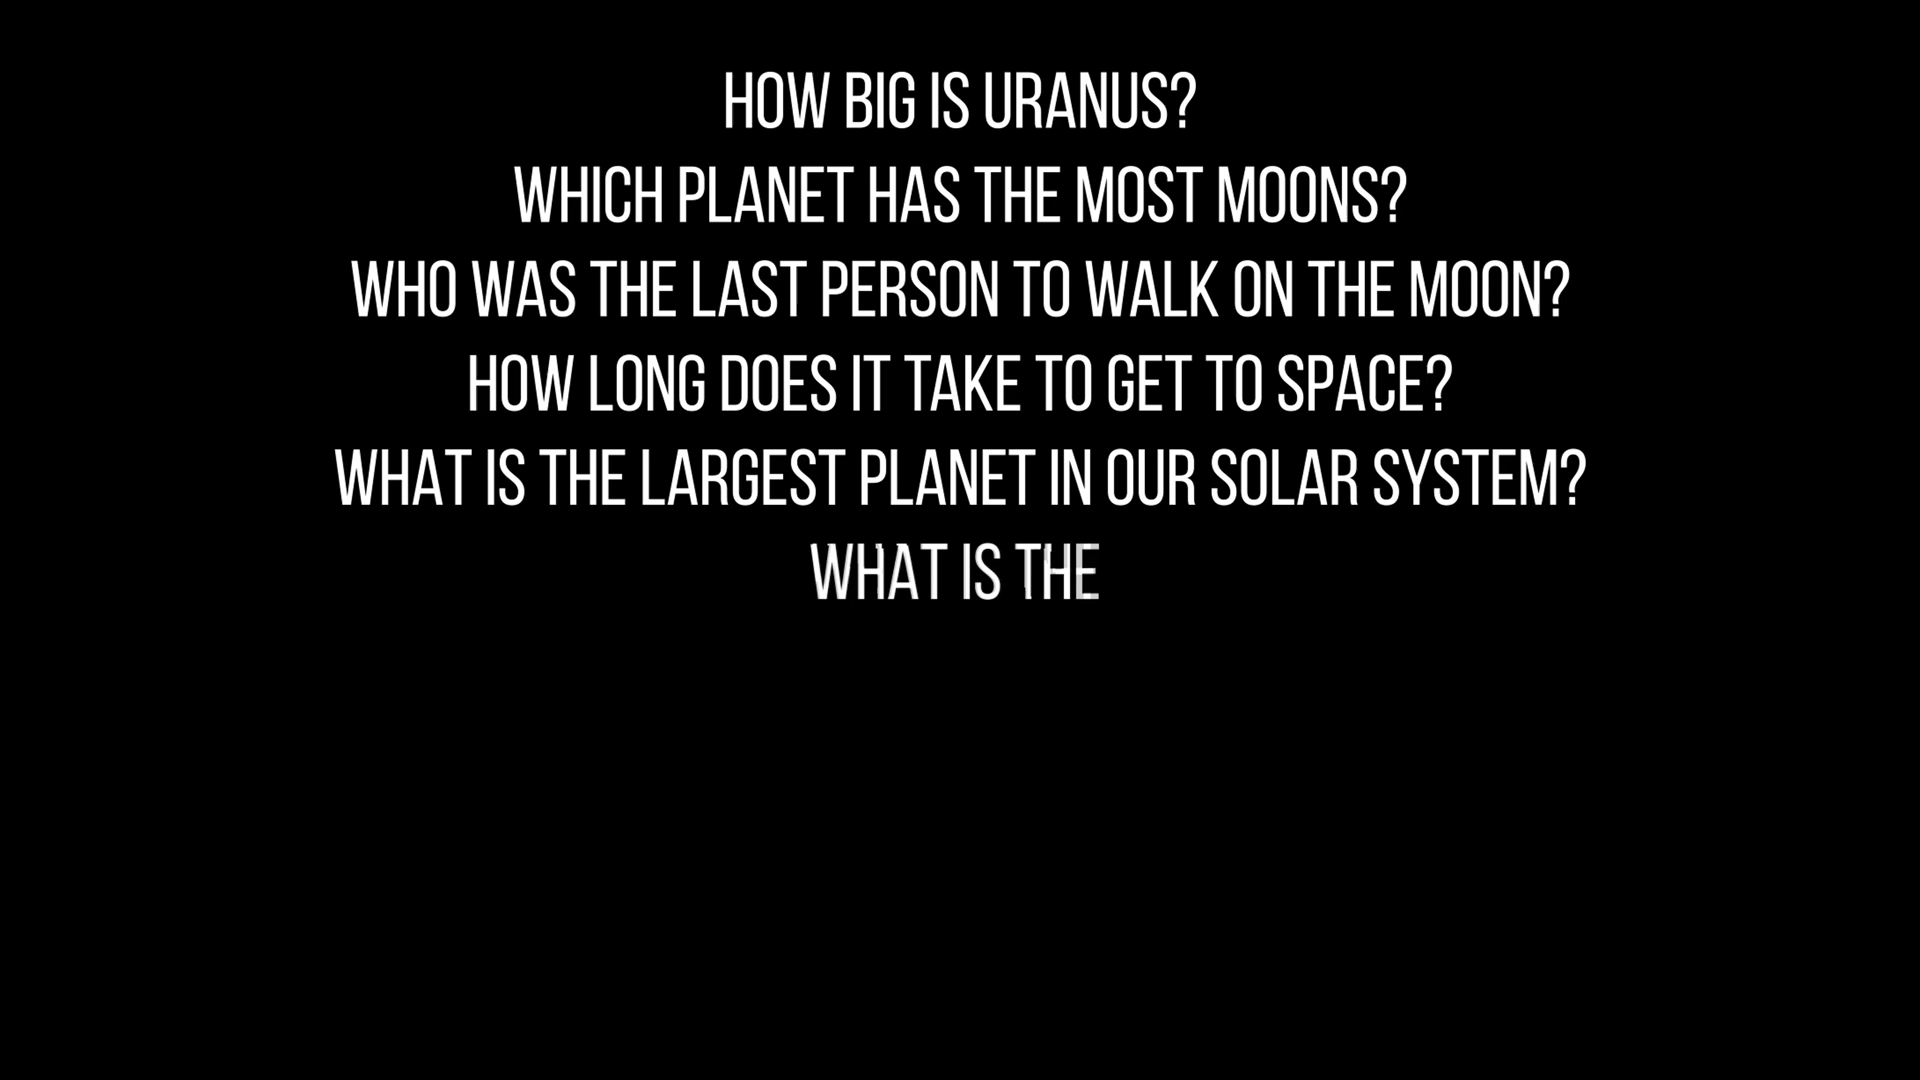 HOW BIG IS URANUS?
WHICH PLANET HAS THE MOST MOONS?
WHO WAS THE LAST PERSON TO WALK ON THE MOON?
HOW LONG DOES IT TAKE TO GET TO SPACE?
WHAT IS THE LARGEST PLANET IN OUR SOLAR SYSTEM?
WHAT IS THE